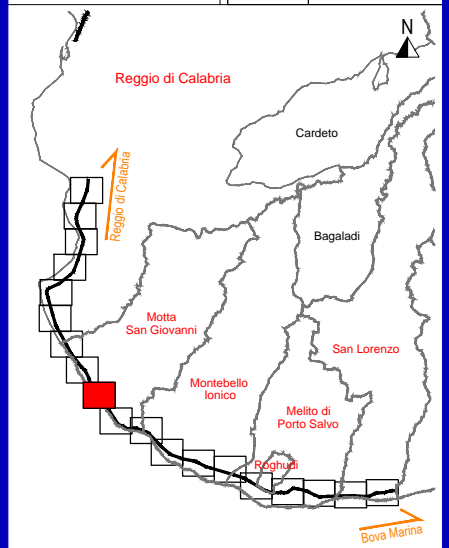 N
Reggio di Calabria
Cardeto
Reggio di Calabria
Bagaladi
Motta
San Giovanni
San Lorenzo
Montebello
Ionico
Melito di
Porto Salvo
Roghudi
Bova Marina